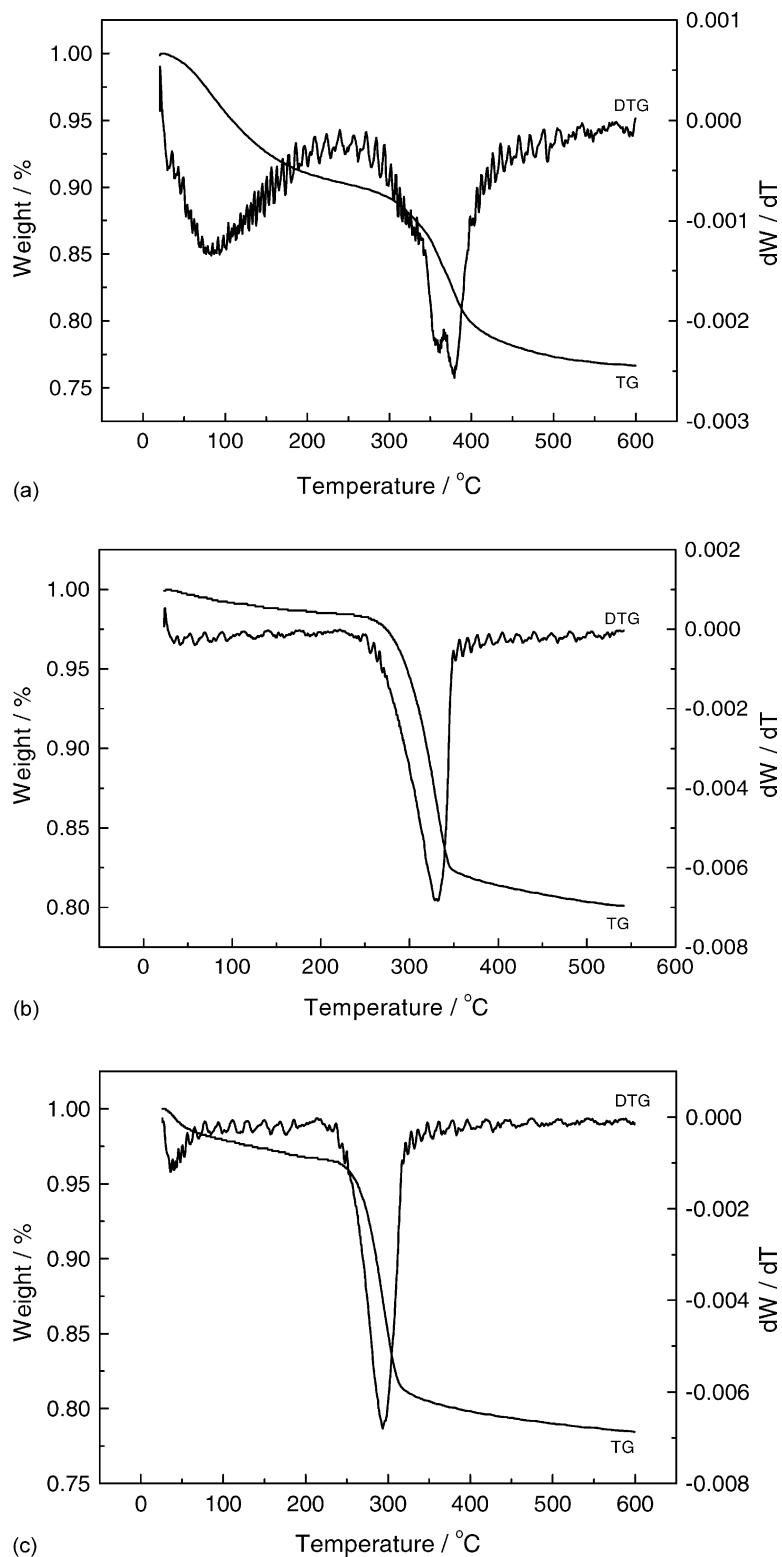 0.001
1.00
DTG
0.000
0.95
0.90
-0.001
Weight / %
dW / dT
0.85
-0.002
0.80
0.75
TG
-0.003
0 100 200 300 400 500 600
(a)
Temperature / °C
0.002
1.00
DTG
0.000
0.95
-0.002
Weight / %
dW / dT
0.90
-0.004
0.85
-0.006
0.80
TG
-0.008
0 100 200 300 400 500 600
(b)
Temperature / °C
1.00
DTG
0.000
0.95
-0.002
Weight / %
dW / dT
0.90
-0.004
0.85
-0.006
0.80
TG
0.75
-0.008
0 100 200 300 400 500 600
(c)
Temperature / °C